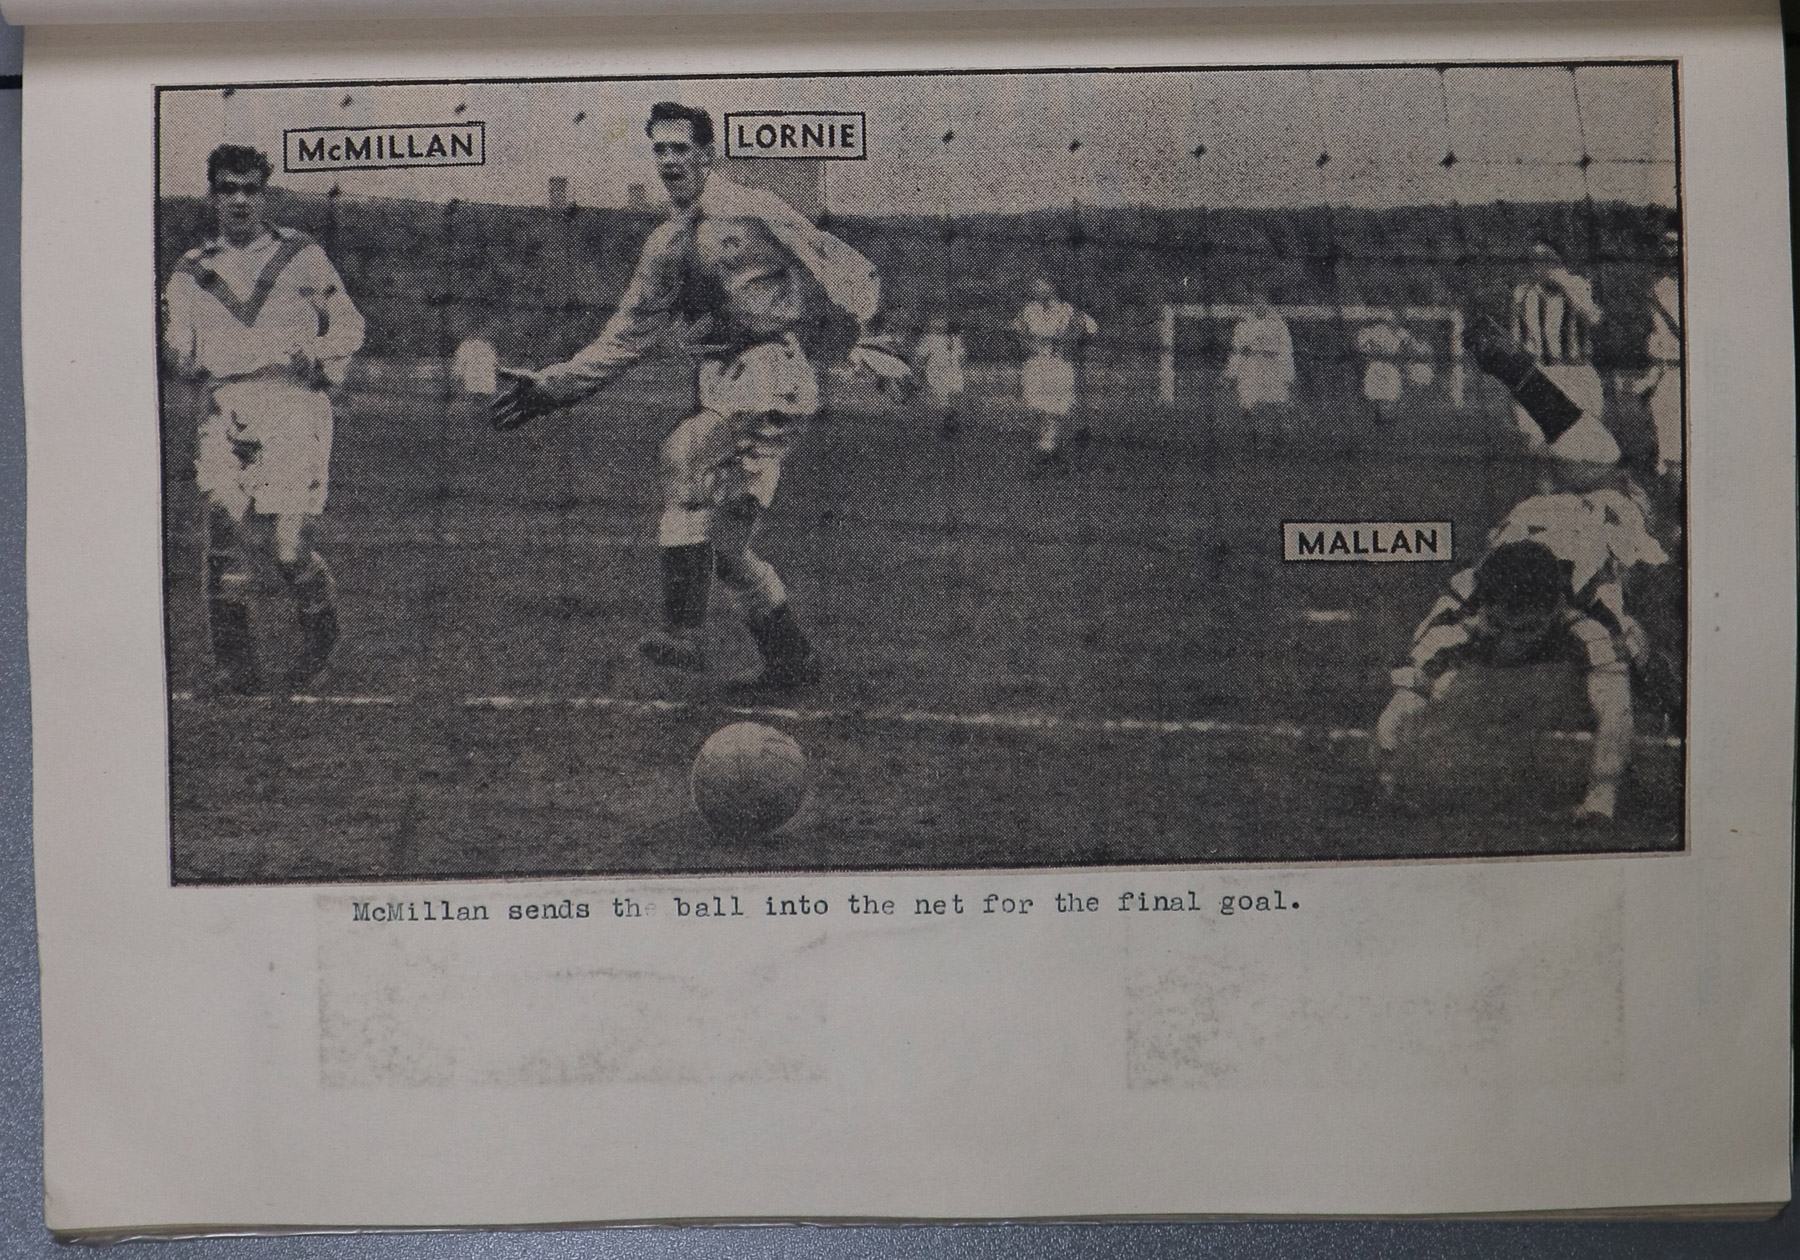 McMILLAN
LORNIE
MALLAN
McMillan sends the ball into the net for the final goal.